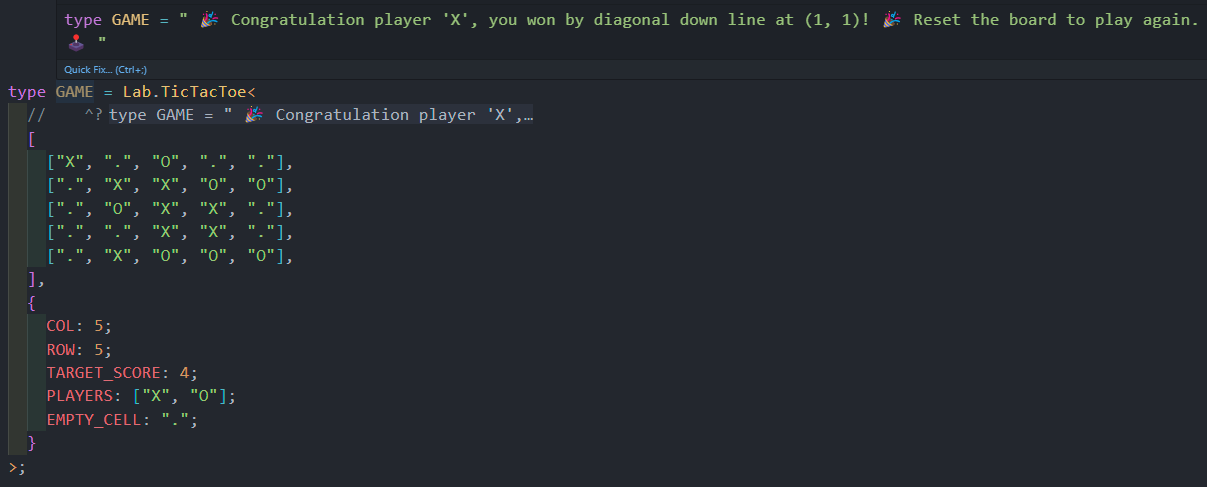 type GAME = " 🎉 Congratulation player 'X', you won by diagonal down line at (1, 1)! 🎉 Reset the board to play again.
🕹️ "
Quick Fix... (Ctrl+;)
type GAME = Lab.TicTacToe<
//    ^? type GAME = " 🎉 Congratulation player 'X',…
[
["X", ".", "O", ".", "."],
[".", "X", "X", "O", "O"],
[".", "O", "X", "X", "."],
[".", ".", "X", "X", "."],
[".", "X", "O", "O", "O"],
],
{
COL: 5;
ROW: 5;
TARGET_SCORE: 4;
PLAYERS: ["X", "O"];
EMPTY_CELL: ".";
}
>;